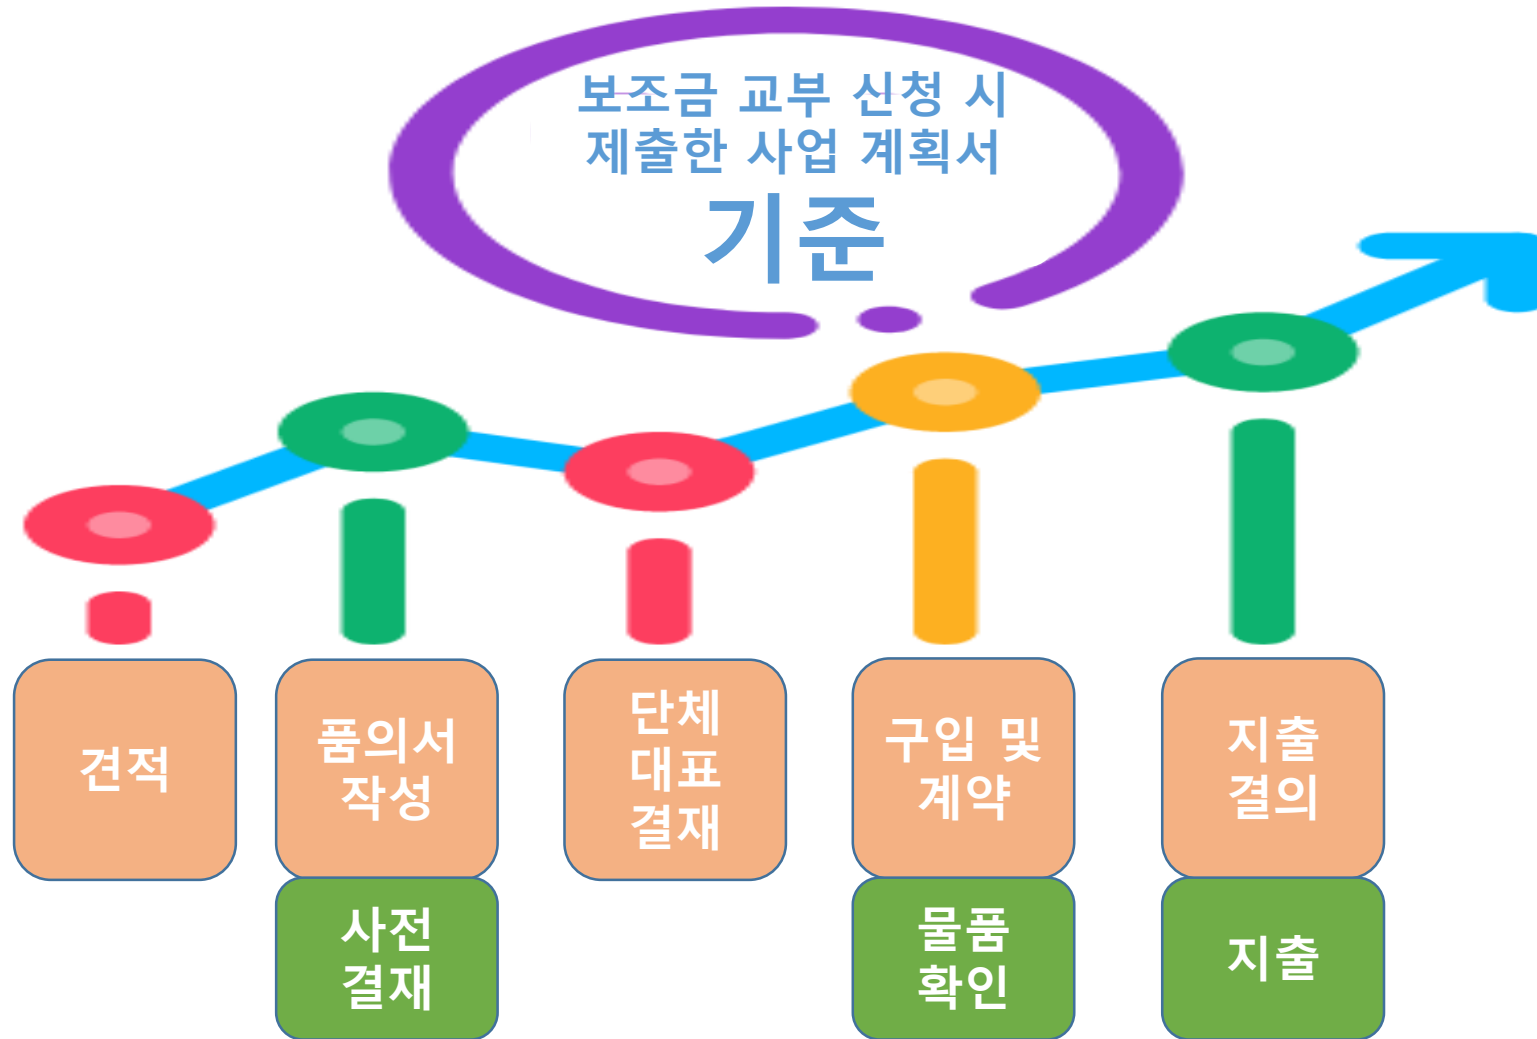 보조금 교부 신청 시
제출한 사업 계획서
기준
견적
품의서
작성
사전
결재
단체
대표
결재
구입 및
계약
물품
확인
지출
결의
지출